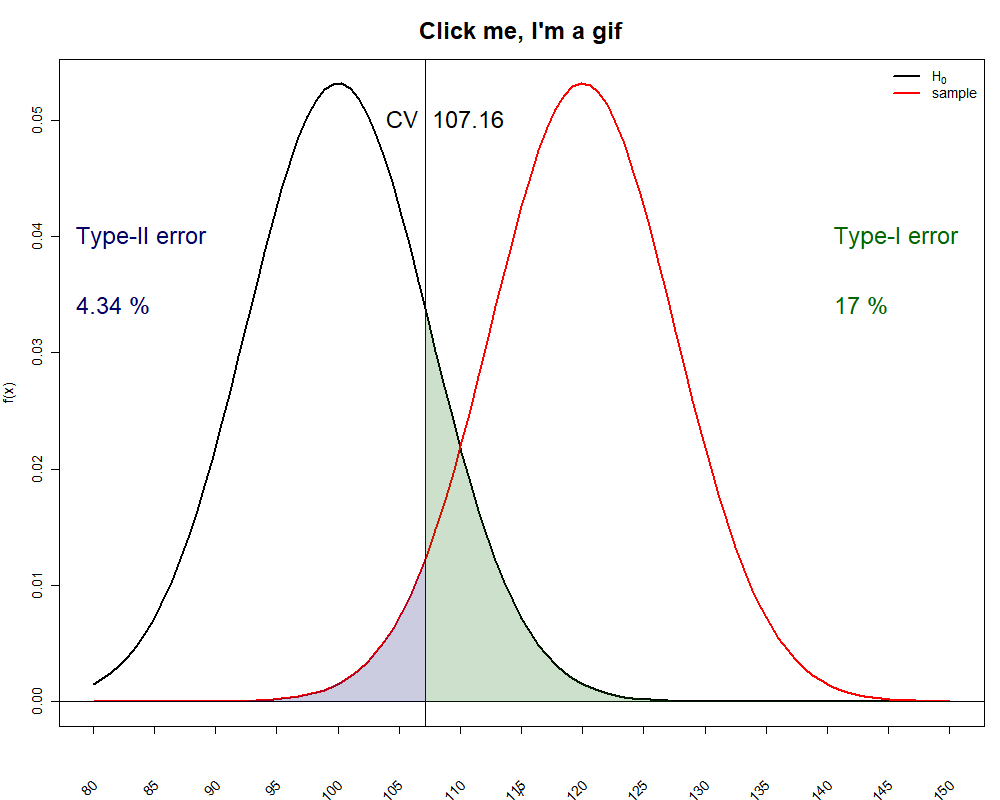 Click me, I'm a gif
H0
sample
CV 107.16
Type-II error
4.34 %
Type-I error
17 %
f(x)
0.05
0.04
0.03
0.02
0.01
0.00
80 85 90 95 100 105 110 115 120 125 130 135 140 145 150